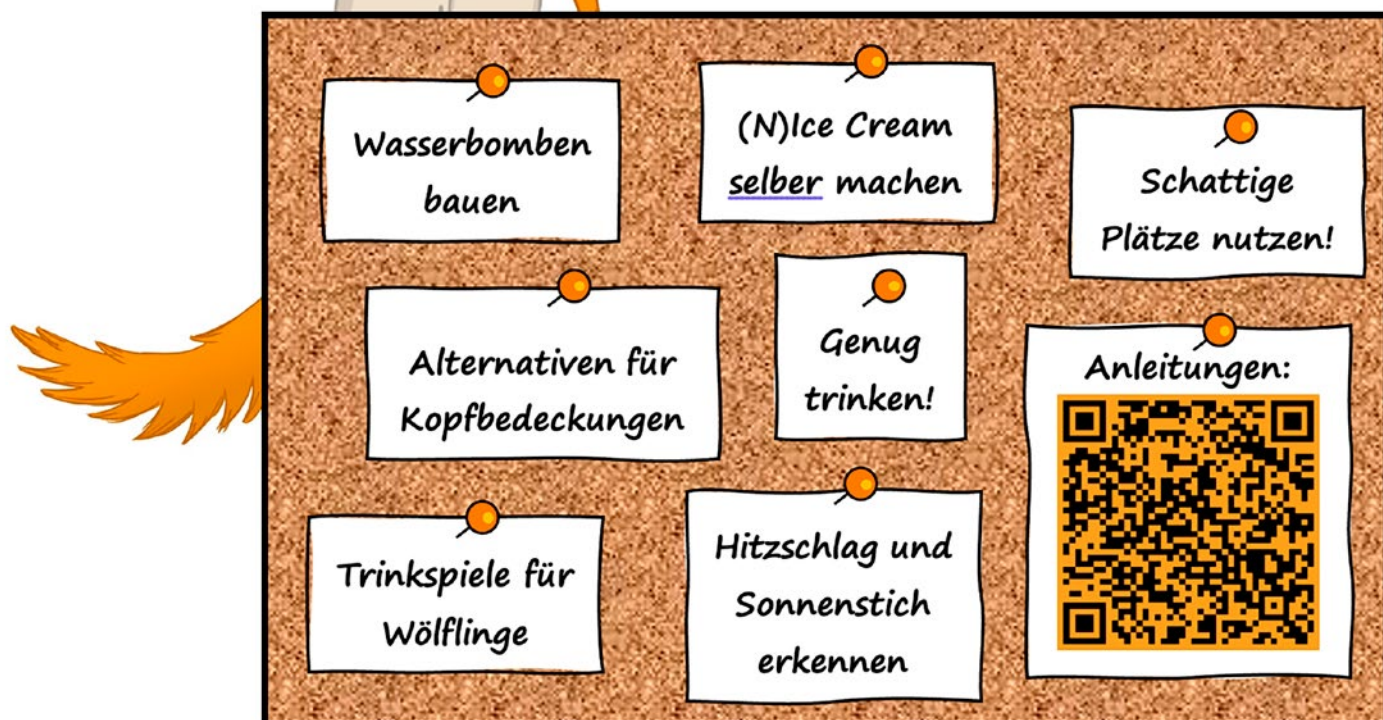 Wasserbomben
bauen
(N)Ice Cream
selber machen
Schattige
Plätze nutzen!
Alternativen für
Kopfbedeckungen
Genug
trinken!
Anleitungen:
Trinkspiele für
Wölflinge
Hitzschlag und
Sonnenstich
erkennen